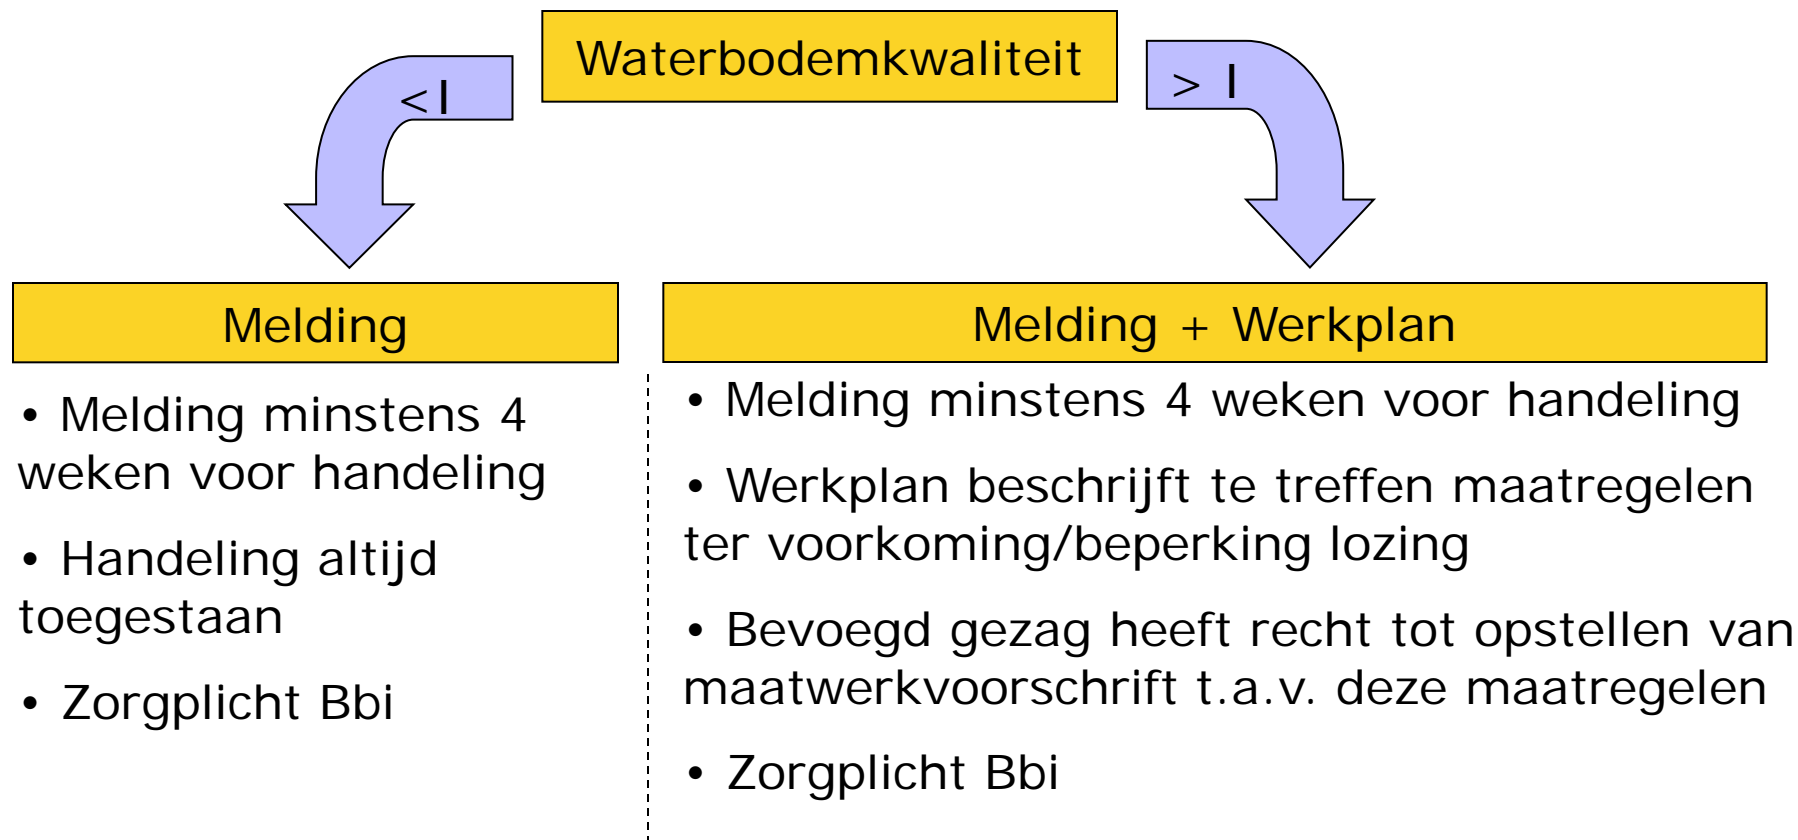 Waterbodemkwaliteit
<I
> I
Melding
• Melding minstens 4
weken voor handeling
• Handeling altijd
toegestaan
• Zorgplicht Bbi
Melding + Werkplan
• Melding minstens 4 weken voor handeling
• Werkplan beschrijft te treffen maatregelen
ter voorkoming/beperking lozing
• Bevoegd gezag heeft recht tot opstellen van
maatwerkvoorschrift t.a.v. deze maatregelen
• Zorgplicht Bbi